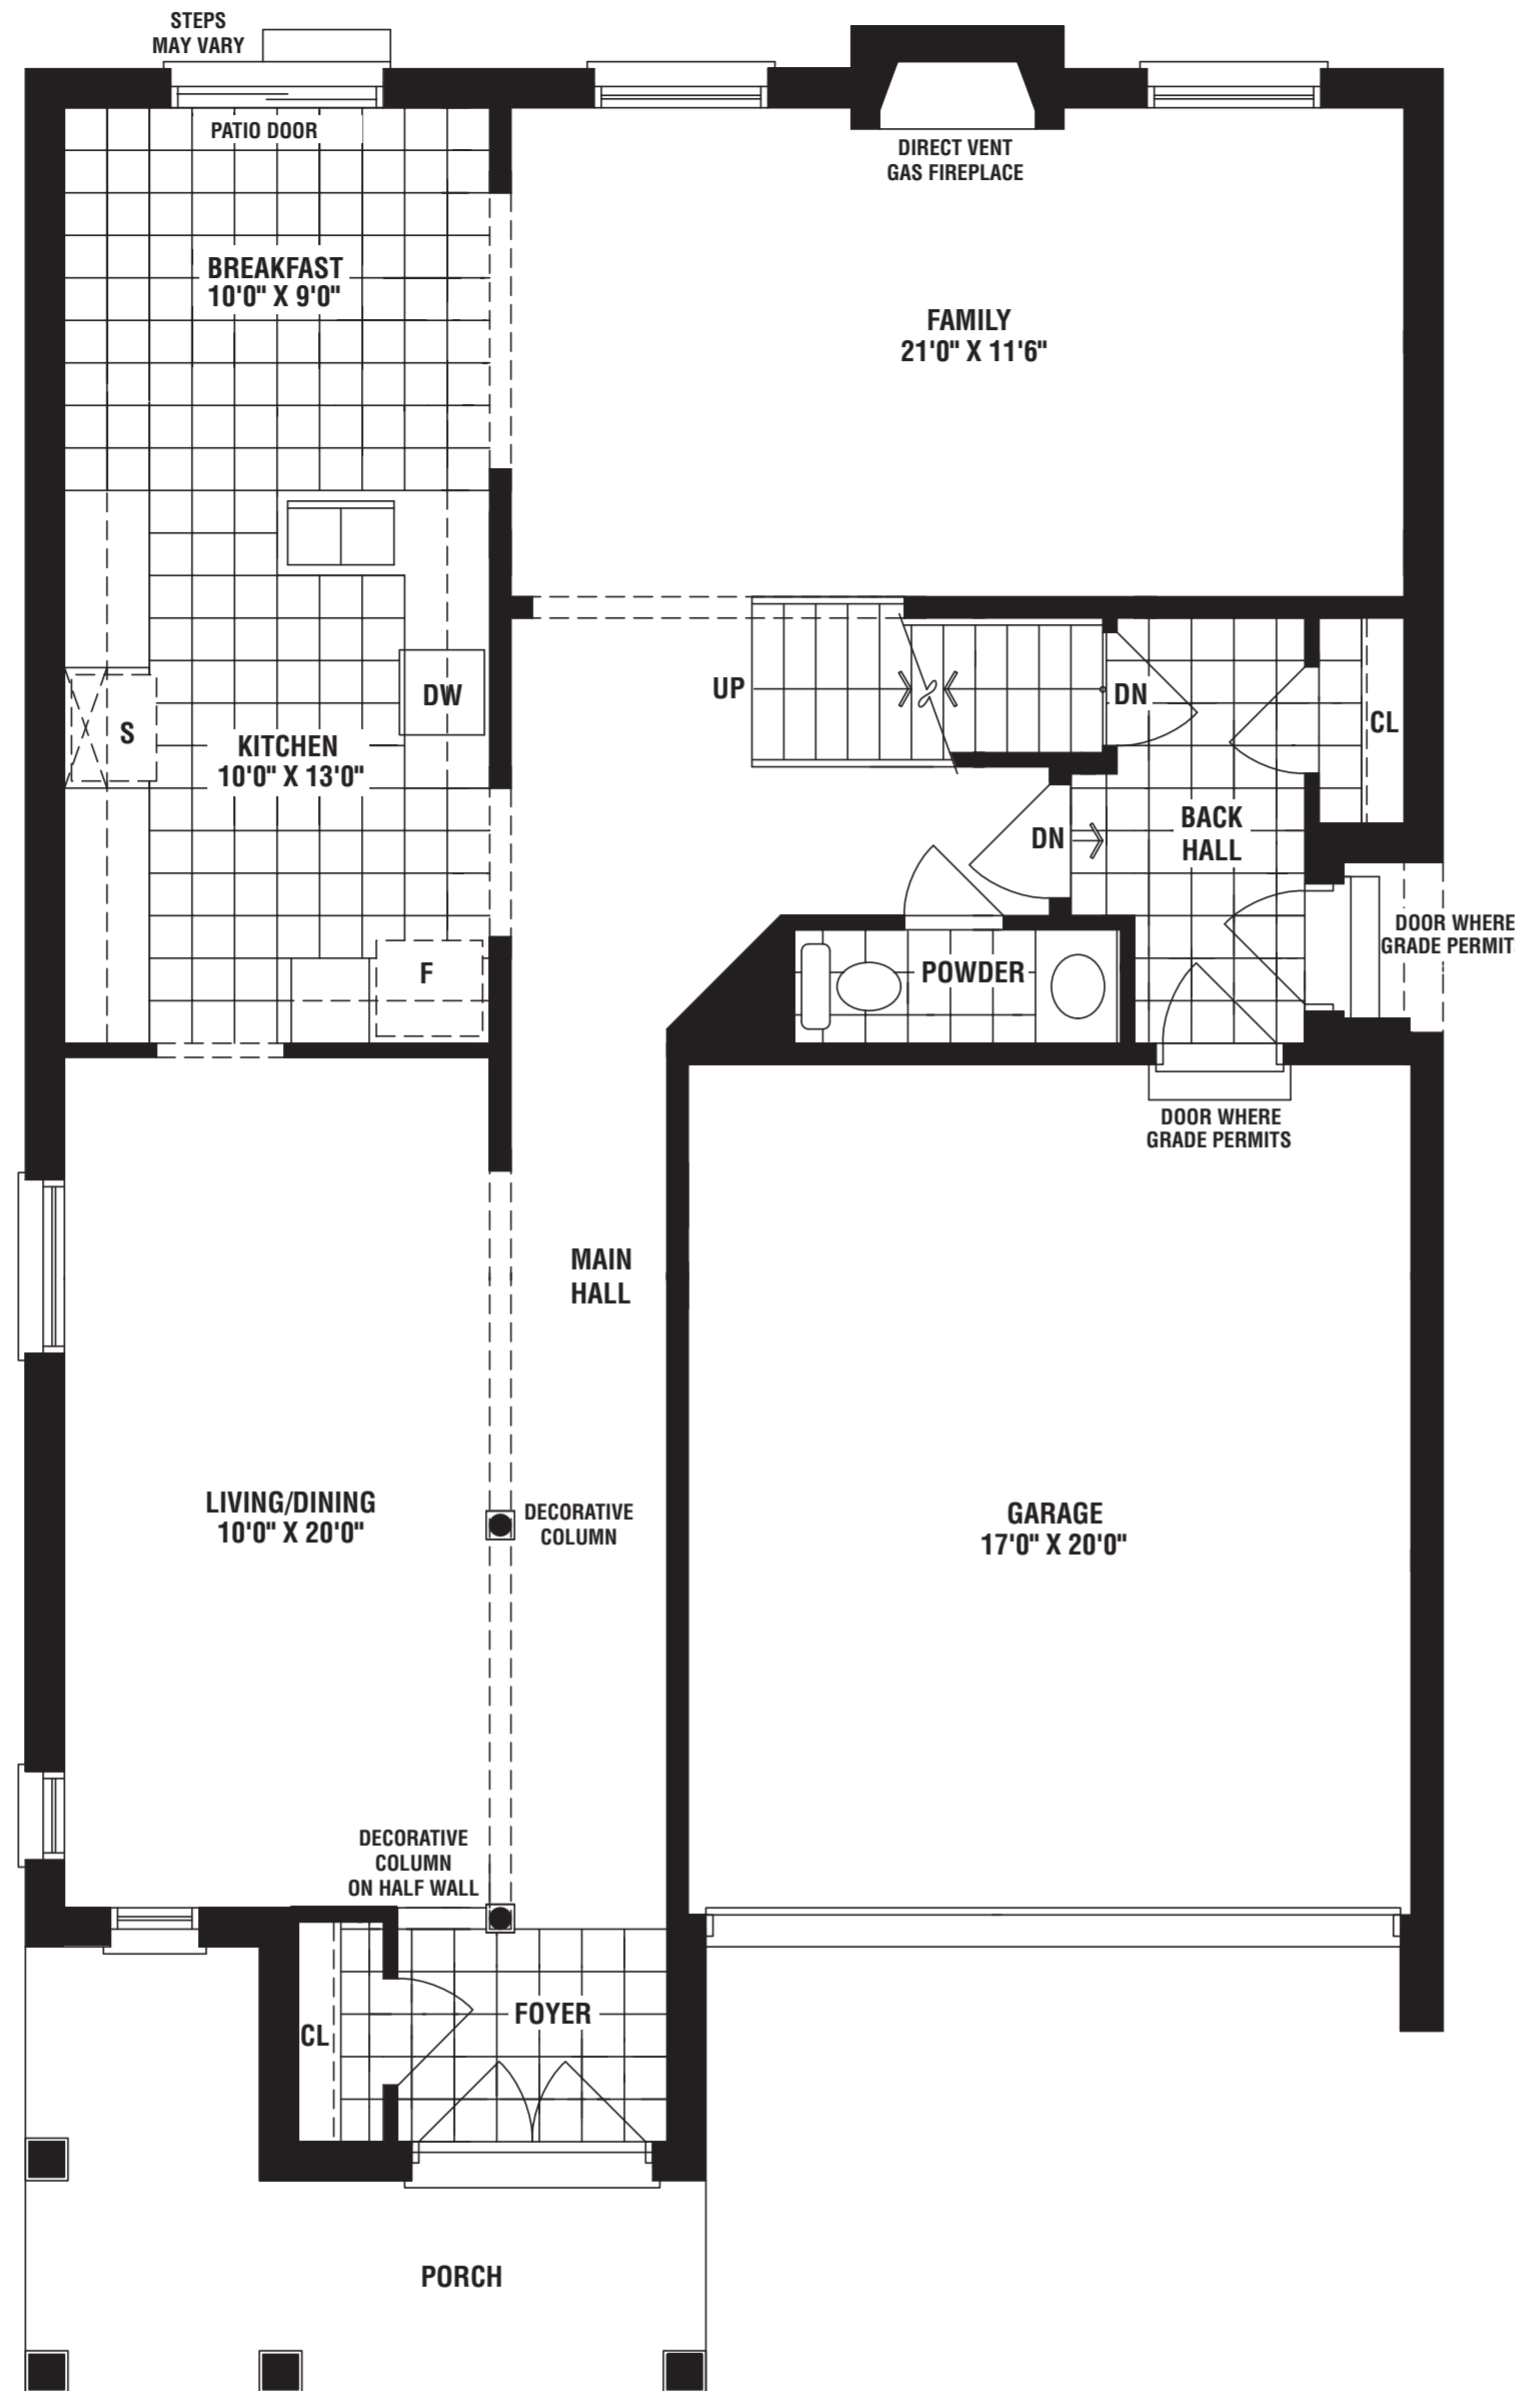 STEPS
MAY VARY
PATIO DOOR
DIRECT VENT
GAS FIREPLACE
BREAKFAST
10'0" X 9'0"
FAMILY
21'0" X 11'6"
UP
DN
DW
S
KITCHEN
10'0" X 13'0"
CL
DN
BACK
HALL
DOOR WHERE
GRADE PERMITS
F
POWDER
DOOR WHERE
GRADE PERMITS
MAIN
HALL
LIVING/DINING
10'0" X 20'0"
DECORATIVE
COLUMN
GARAGE
17'0" X 20'0"
DECORATIVE
COLUMN
ON HALF WALL
FOYER
CL
PORCH